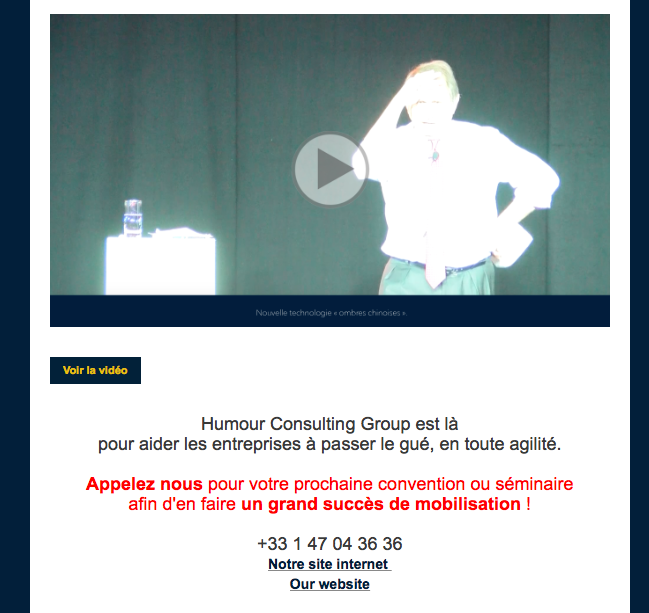 Nouvelle technologie « ombres chinoises ».
Voir la vidéo
Humour Consulting Group est là
pour aider les entreprises à passer le gué, en toute agilité.
Appelez nous pour votre prochaine convention ou séminaire
afin d'en faire un grand succès de mobilisation !
+33 1 47 04 36 36
Notre site internet
Our website